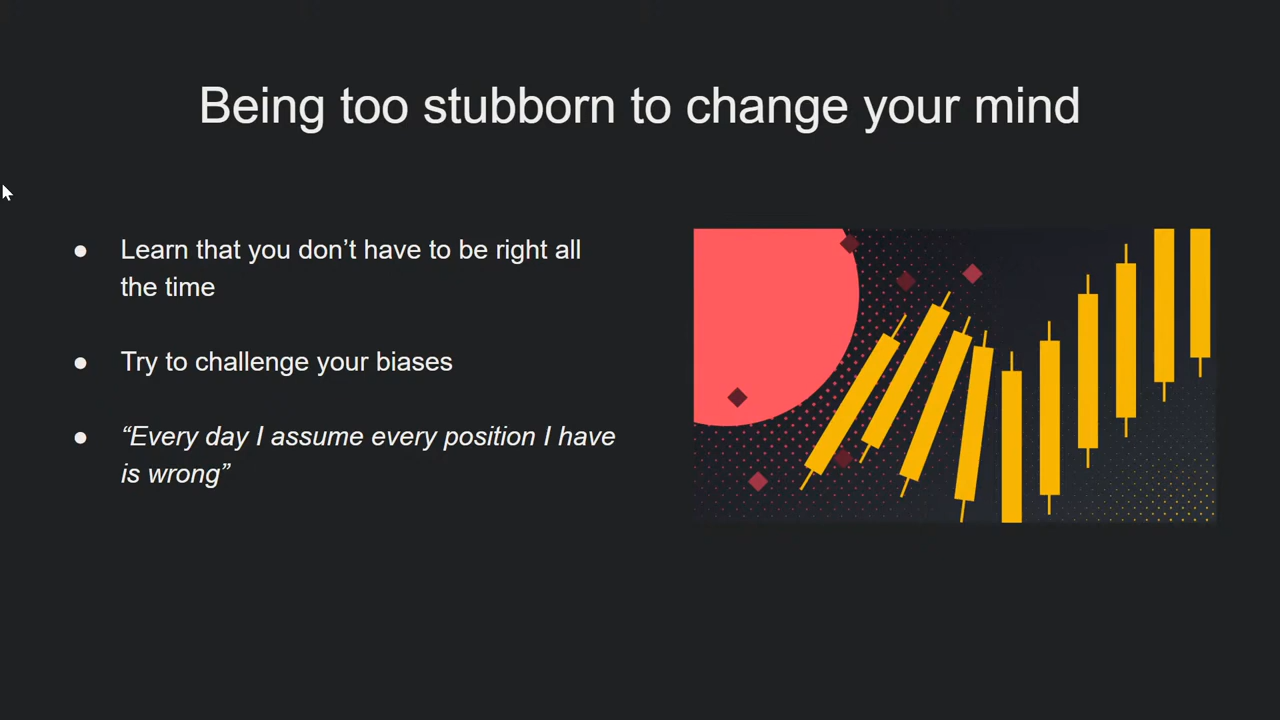 Being too stubborn to change your mind
● Learn that you don’t have to be right all
the time
● Try to challenge your biases
● “Every day I assume every position I have
is wrong”